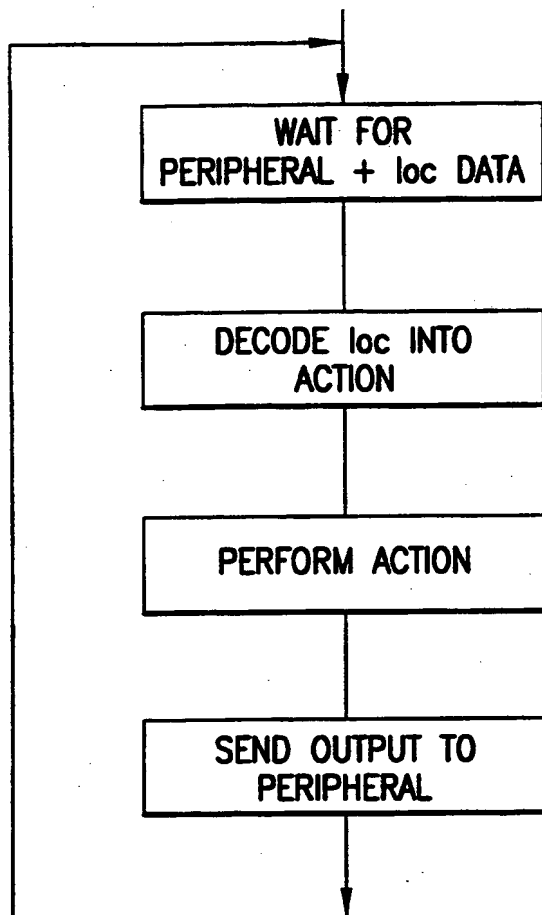 WAIT FOR
PERIPHERAL + loc DATA
DECODE loc INTO
ACTION
PERFORM ACTION
SEND OUTPUT TO
PERIPHERAL